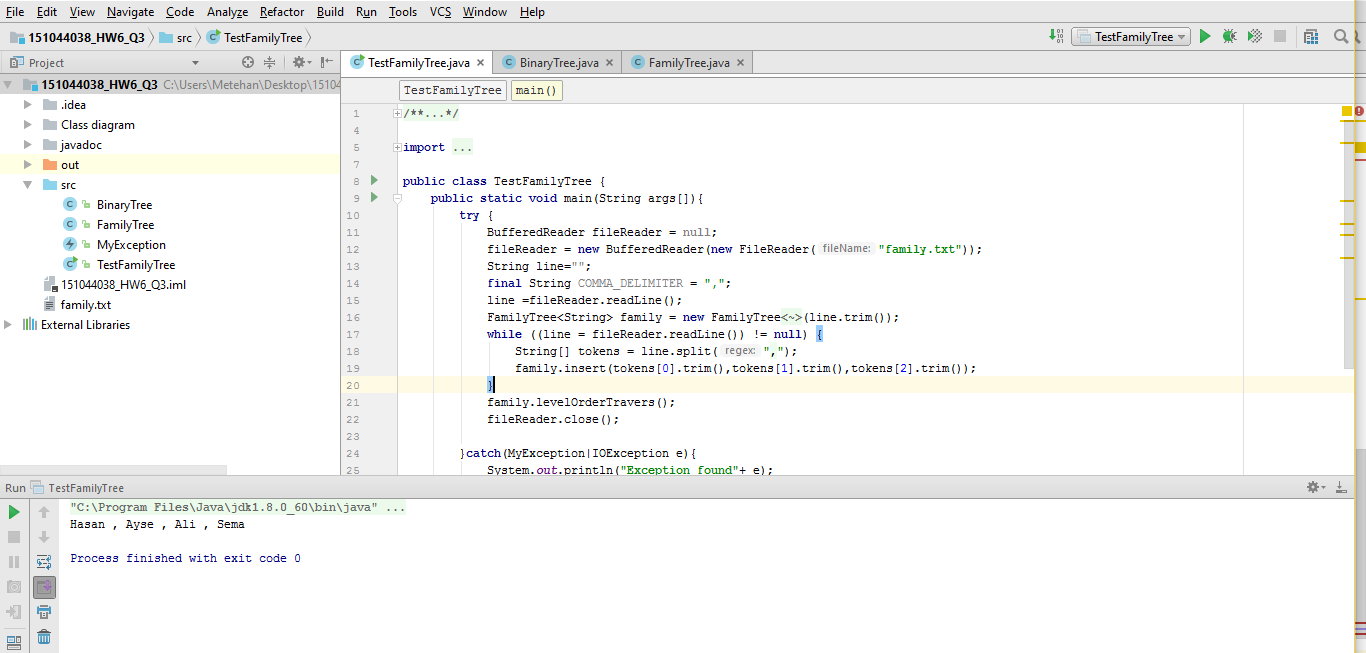 File Edit View Navigate Code Analyze Refactor Build Run Tools VCS Window Help
151044038_HW6_Q3 src TestFamilyTree TestFamilyTree
Project
151044038_HW6_Q3 C:\Users\Metehan\Desktop\15104
.idea
Class diagram
javadoc
out
src
BinaryTree
FamilyTree
MyException
TestFamilyTree
151044038_HW6_Q3.iml
family.txt
External Libraries
TestFamilyTree.java BinaryTree.java FamilyTree.java
TestFamilyTree main()
1 /**...*/
4
5 import ...
7
8 public class TestFamilyTree {
9 public static void main(String args[]){
10 try {
11 BufferedReader fileReader = null;
12 fileReader = new BufferedReader(new FileReader( fileName: "family.txt"));
13 String line="";
14 final String COMMA_DELIMITER = ",";
15 line =fileReader.readLine();
16 FamilyTree<String> family = new FamilyTree<~>(line.trim());
17 while ((line = fileReader.readLine()) != null) {
18 String[] tokens = line.split( regex: ",");
19 family.insert(tokens[0].trim(),tokens[1].trim(),tokens[2].trim());
20 }
21 family.levelOrderTravers();
22 fileReader.close();
23
24 }catch(MyException|IOException e){
25 System.out.println("Exception found"+ e);
Run TestFamilyTree
"C:\Program Files\Java\jdk1.8.0_60\bin\java" ...
Hasan , Ayse , Ali , Sema
Process finished with exit code 0